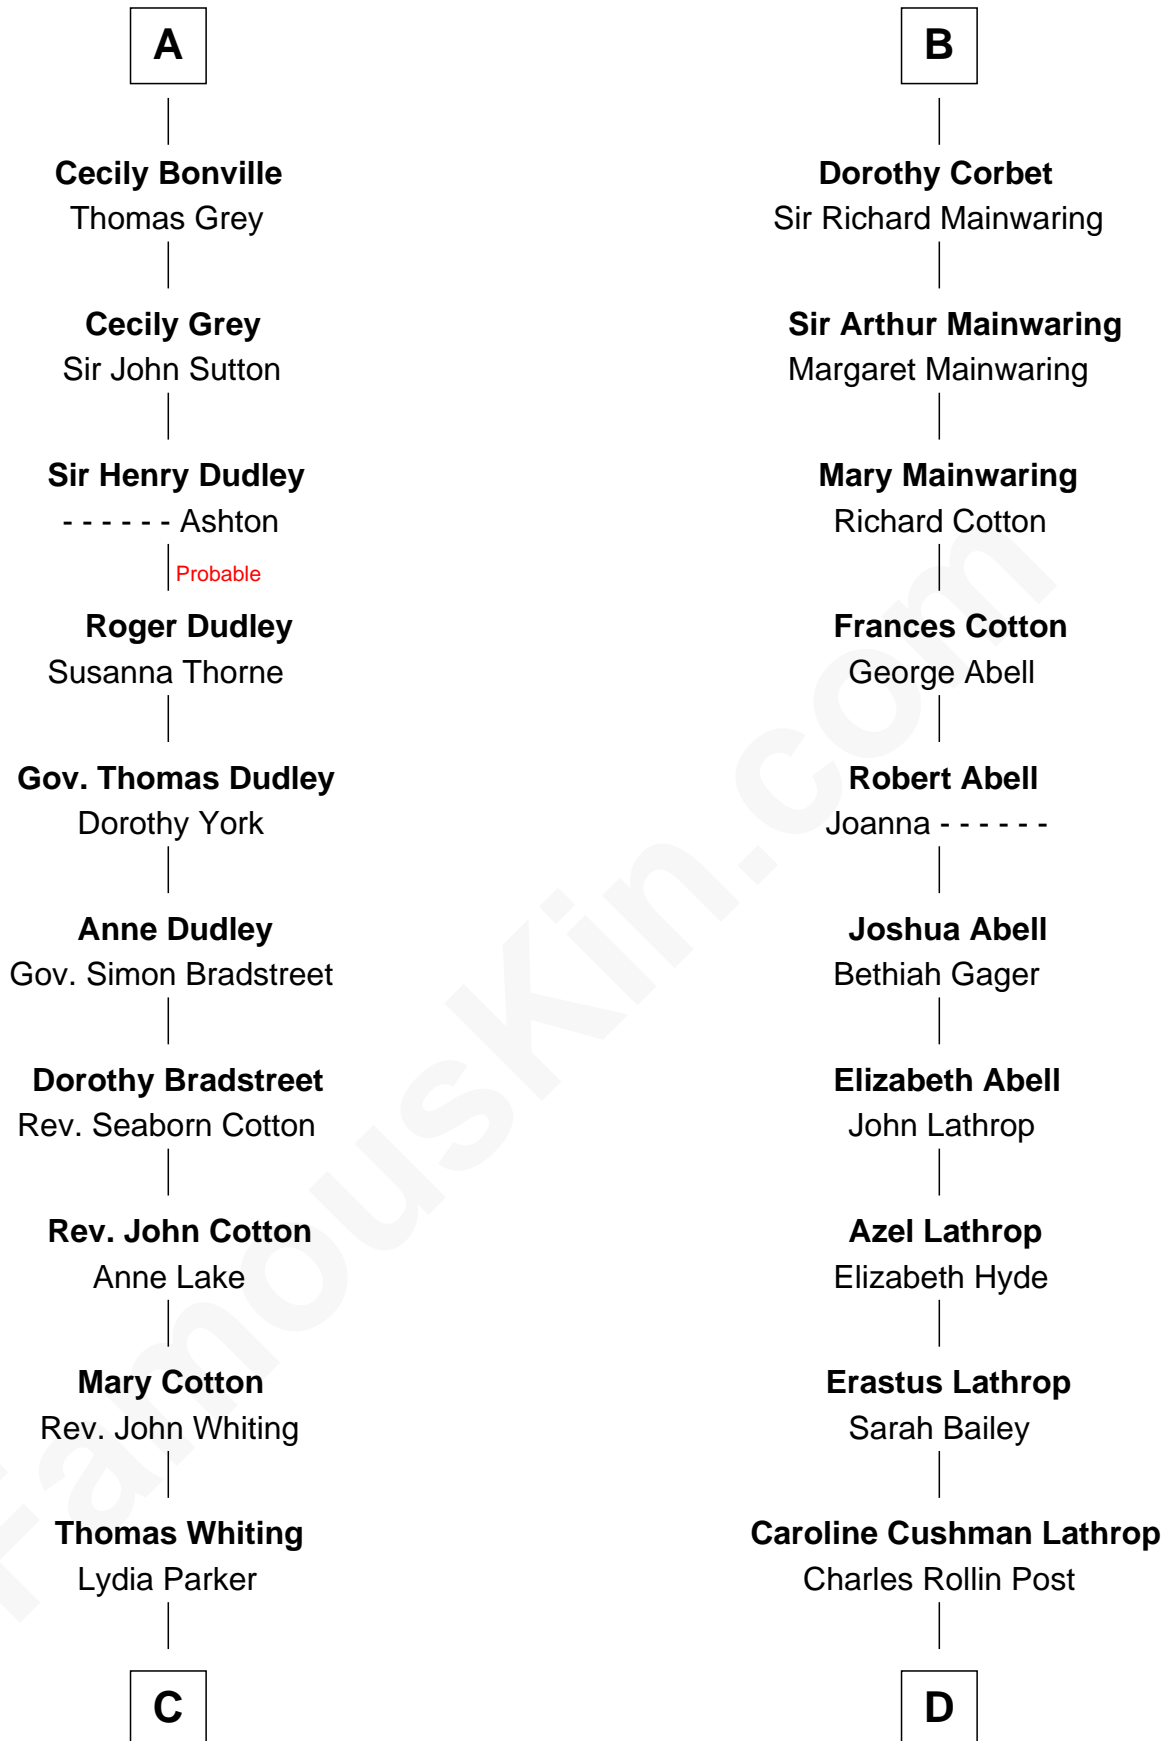 A
Cecily Bonville
Thomas Grey
Cecily Grey
Sir John Sutton
Sir Henry Dudley
- - - - - - Ashton
Probable
Roger Dudley
Susanna Thorne
Gov. Thomas Dudley
Dorothy York
Anne Dudley
Gov. Simon Bradstreet
Dorothy Bradstreet
Rev. Seaborn Cotton
Rev. John Cotton
Anne Lake
Mary Cotton
Rev. John Whiting
Thomas Whiting
Lydia Parker
C
B
Dorothy Corbet
Sir Richard Mainwaring
Sir Arthur Mainwaring
Margaret Mainwaring
Mary Mainwaring
Richard Cotton
Frances Cotton
George Abell
Robert Abell
Joanna - - - - - -
Joshua Abell
Bethiah Gager
Elizabeth Abell
John Lathrop
Azel Lathrop
Elizabeth Hyde
Erastus Lathrop
Sarah Bailey
Caroline Cushman Lathrop
Charles Rollin Post
D
FamousKin.com